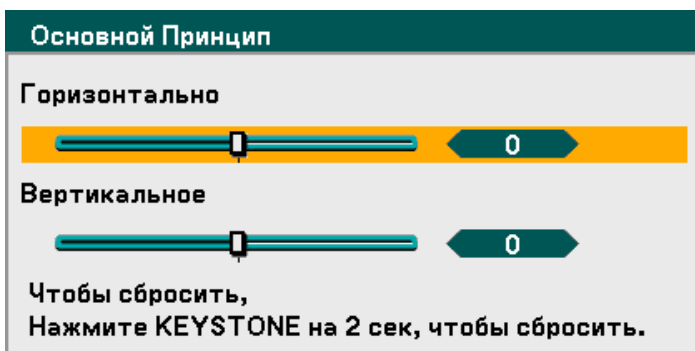 Основной Принцип
Горизонтально
0
Вертикальное
0
Чтобы сбросить,
Нажмите KEYSTONE на 2 сек, чтобы сбросить.